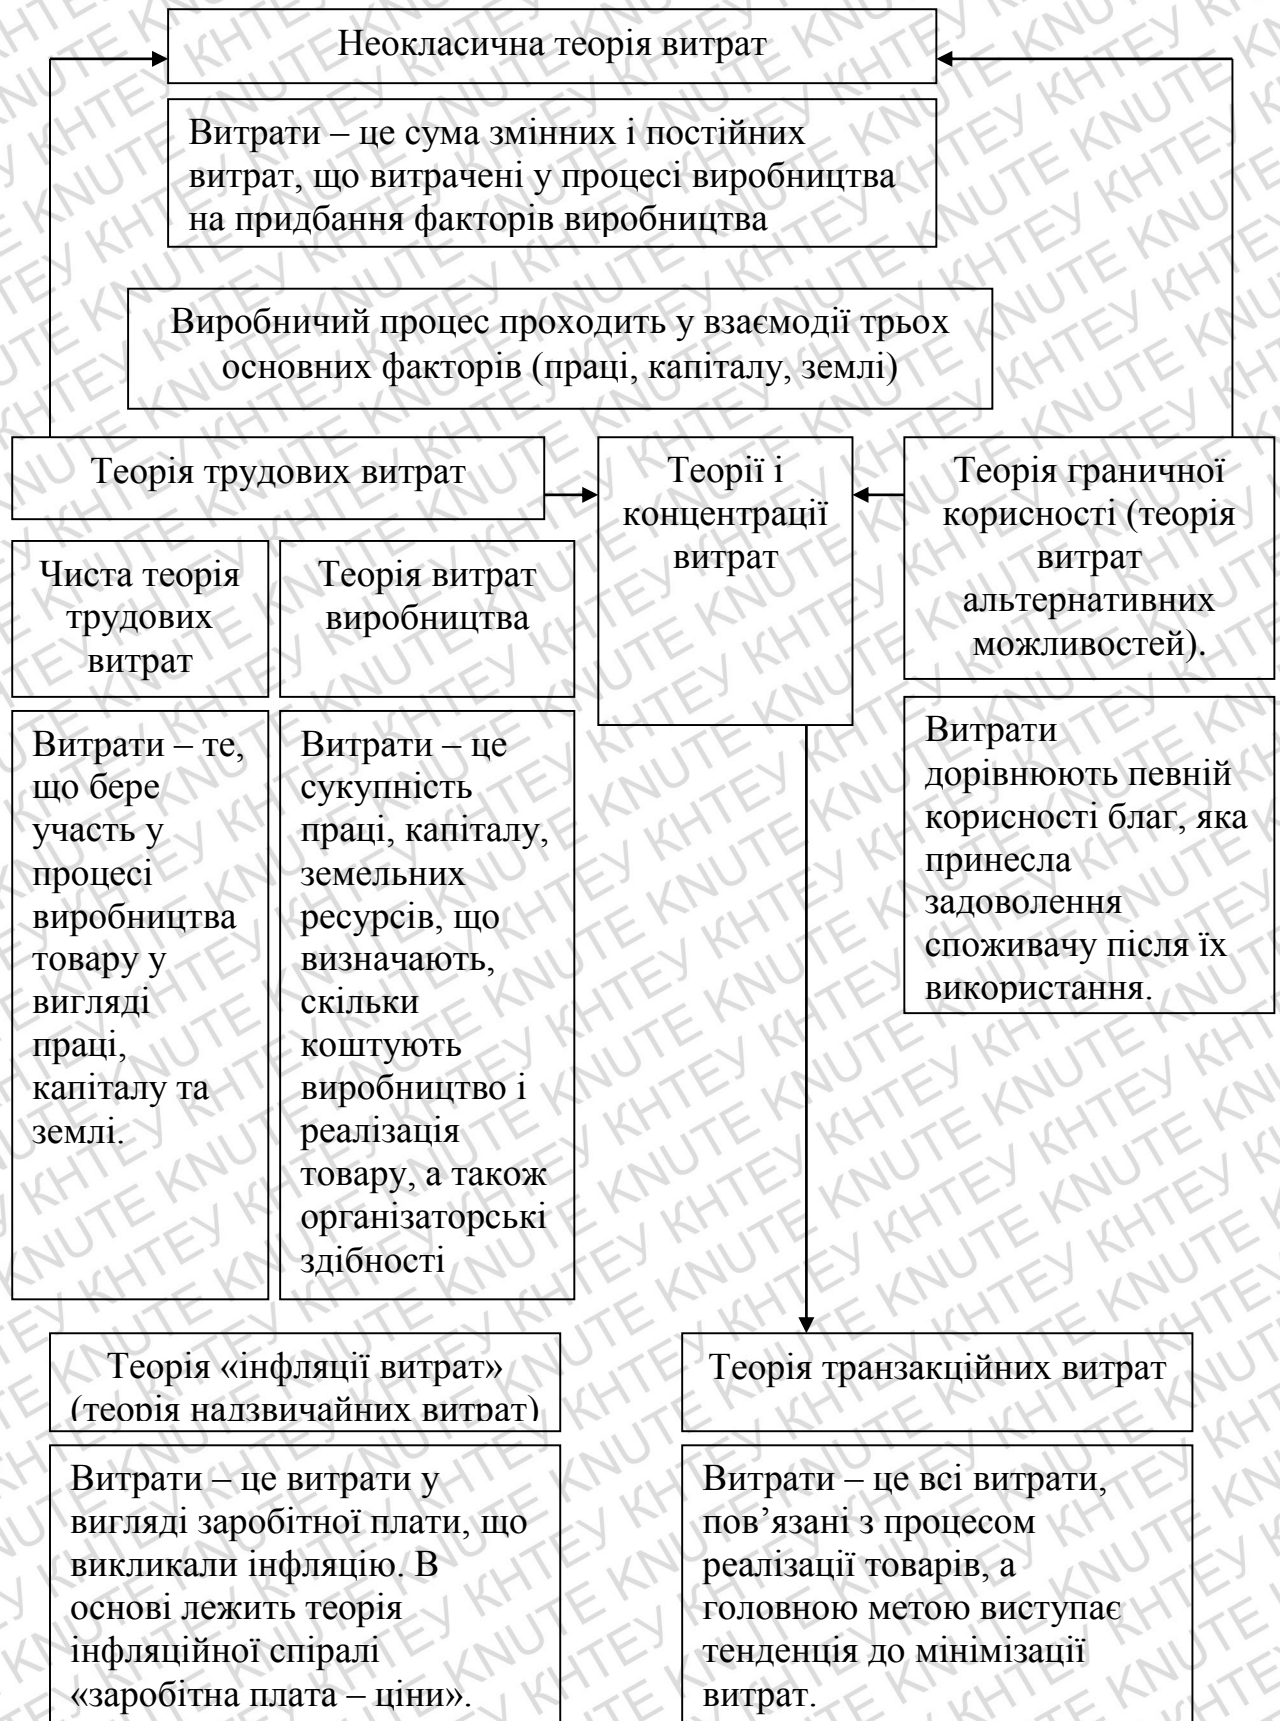 Неокласична теорія витрат
Витрати – це сума змінних і постійних
витрат, що витрачені у процесі виробництва
на придбання факторів виробництва
Виробничий процес проходить у взаємодії трьох
основних факторів (праці, капіталу, землі)
Теорія трудових витрат
Теорії і
концентрації
витрат
Теорія граничної
корисності (теорія
витрат
альтернативних
можливостей).
Чиста теорія
трудових
витрат
Теорія витрат
виробництва
Витрати – те,
що бере
участь у
процесі
виробництва
товару у
вигляді
праці,
капіталу та
землі.
Витрати – це
сукупність
праці, капіталу,
земельних
ресурсів, що
визначають,
скільки
коштують
виробництво і
реалізація
товару, а також
організаторські
здібності
Витрати
дорівнюють певній
корисності благ, яка
принесла
задоволення
споживачу після їх
використання.
Теорія «інфляції витрат»
(теорія надзвичайних витрат)
Витрати – це витрати у
вигляді заробітної плати, що
викликали інфляцію. В
основі лежить теорія
інфляційної спіралі
«заробітна плата – ціни».
Теорія транзакційних витрат
Витрати – це всі витрати,
пов’язані з процесом
реалізації товарів, а
головною метою виступає
тенденція до мінімізації
витрат.